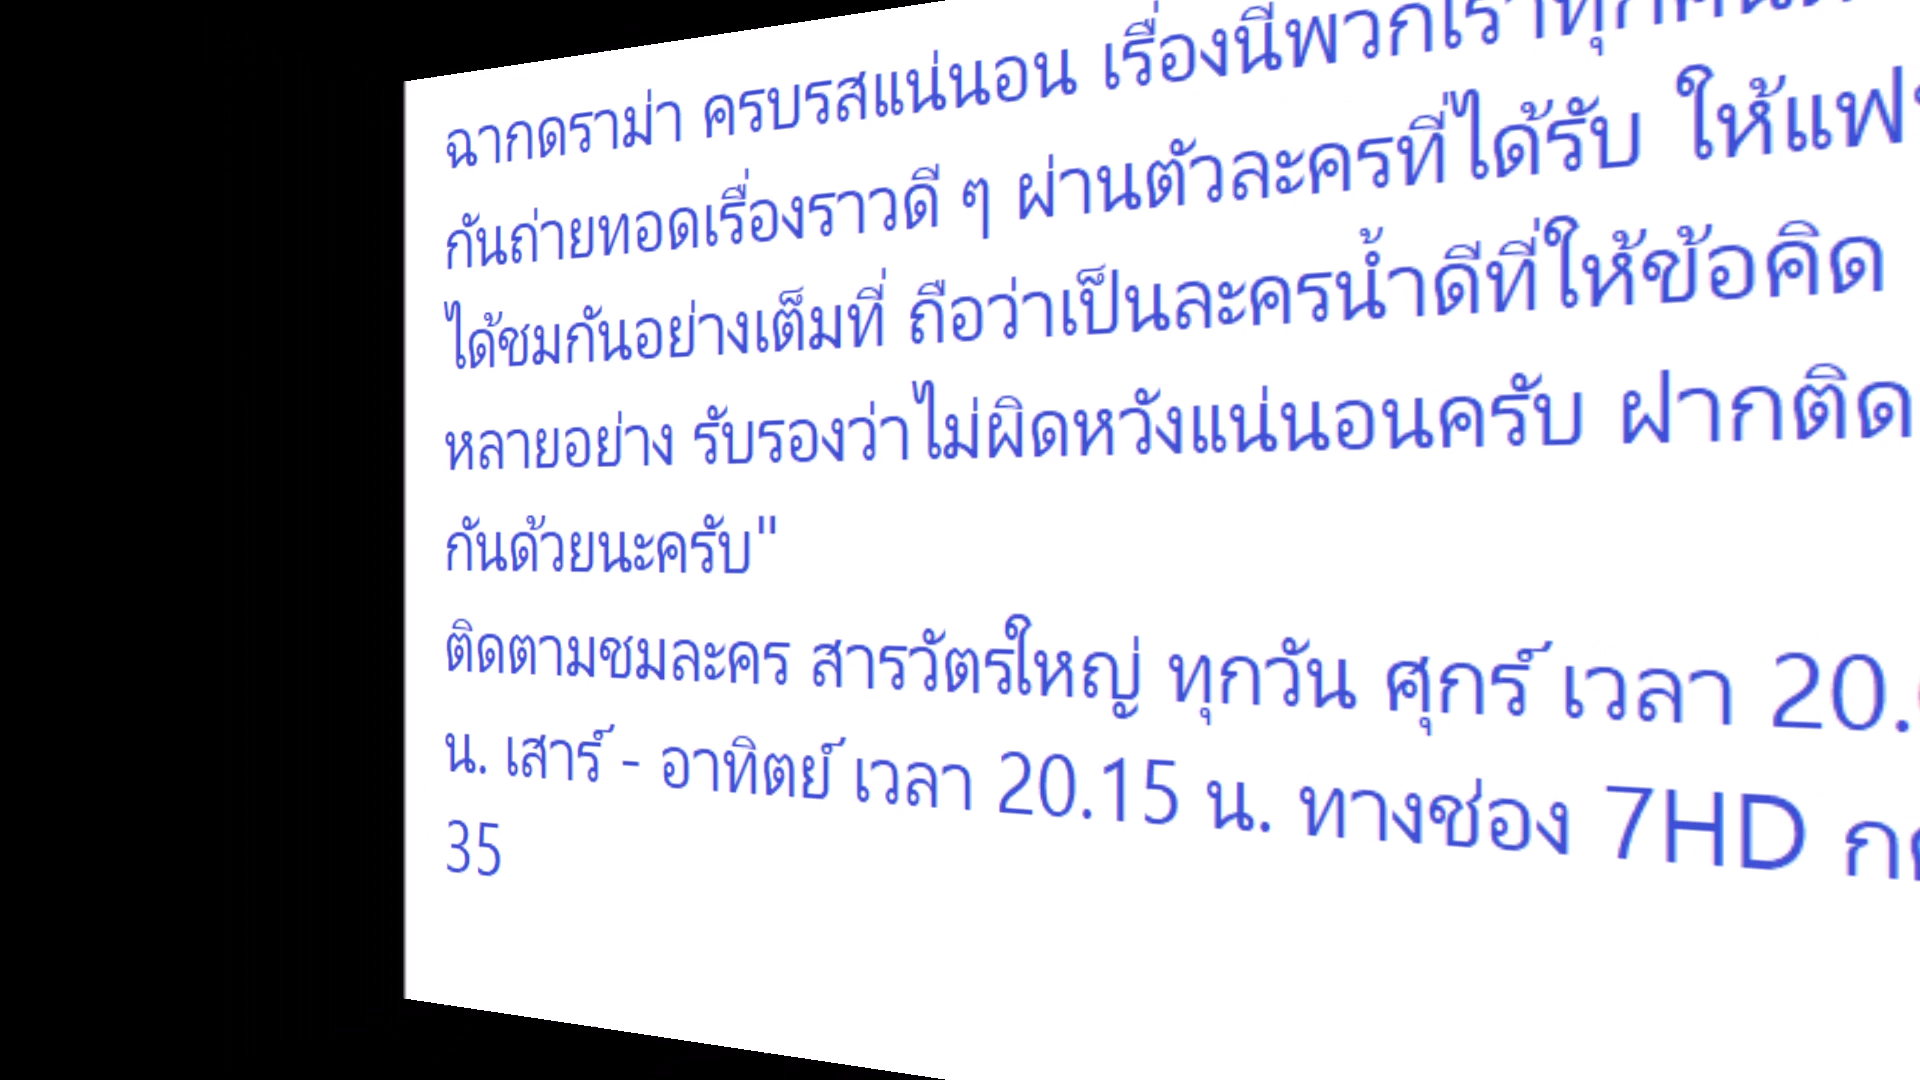 ฉากดราม่า ครบรสแน่นอน เรื่องนี้พวกเราทุกคน
กันถ่ายทอดเรื่องราวดี ๆ ผ่านตัวละครที่ได้รับ ให้
ได้ชมกันอย่างเต็มที่ ถือว่าเป็นละครน้ำดีที่ให้ข้อคิด
หลายอย่าง รับรองว่าไม่ผิดหวังแน่นอนครับ ฝากติด
กันด้วยนะครับ"
ติดตามชมละคร สารวัตรใหญ่ ทุกวัน ศุกร์ เวลา 20.
น. เสาร์ - อาทิตย์ เวลา 20.15 น. ทางช่อง 7HD
35